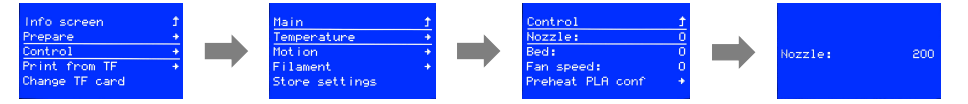 Info screen ↑
Prepare →
Control →
Print from TF →
Change TF card
Main ↑
Temperature →
Motion →
Filament →
Store settings
Control ↑
Nozzle: 0
Bed: 0
Fan speed: 0
Preheat PLA conf →
Nozzle: 200